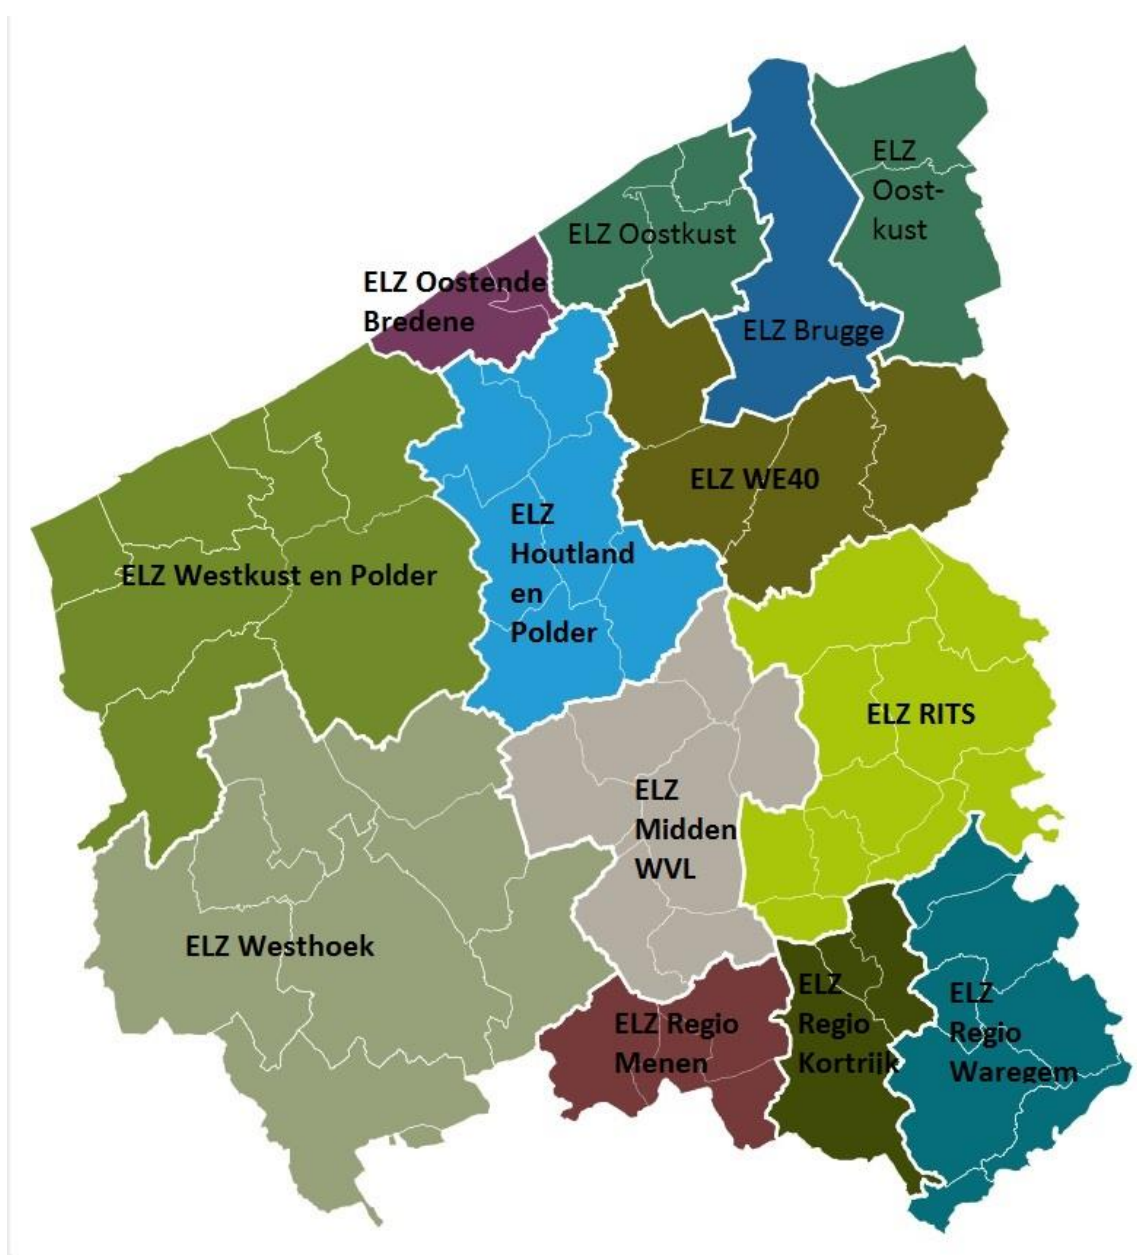 ELZ
Oost-
kust
ELZ Oostkust
ELZ Oostende
Bredene
ELZ Brugge
ELZ WE40
ELZ
Houtland
en
Polder
ELZ Westkust en Polder
ELZ RITS
ELZ
Midden
WVL
ELZ Westhoek
ELZ Regio
Menen
ELZ
Regio
Kortrijk
ELZ
Regio
Waregem